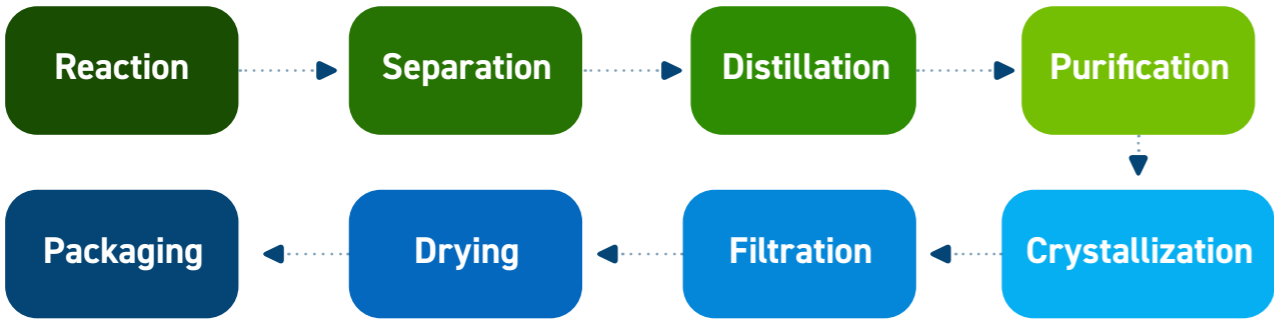 Reaction
Separation
Distillation
Purification
Crystallization
Filtration
Drying
Packaging